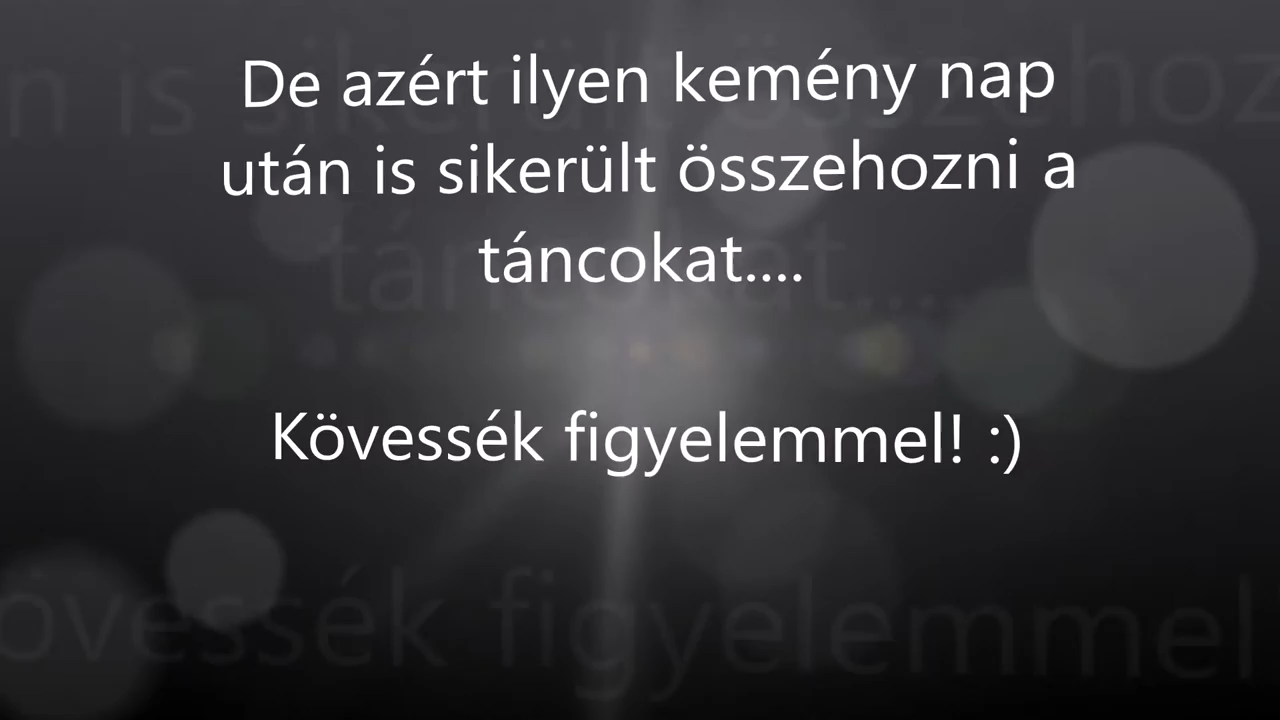 De azért ilyen kemény nap
után is sikerült összehozni a
táncokat....
Kövessék figyelemmel! :)